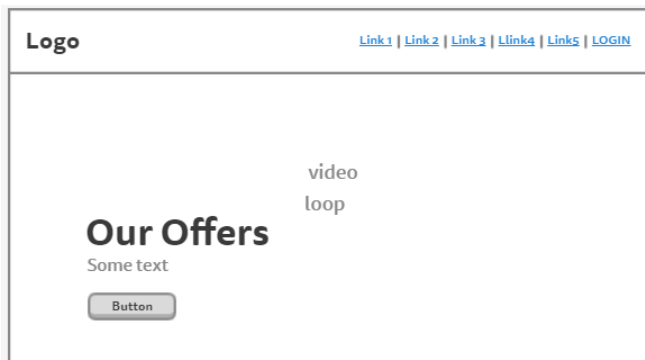 Logo
Link 1 | Link 2 | Link 3 | Llink4 | Link5 | LOGIN
video
loop
Our Offers
Some text
Button